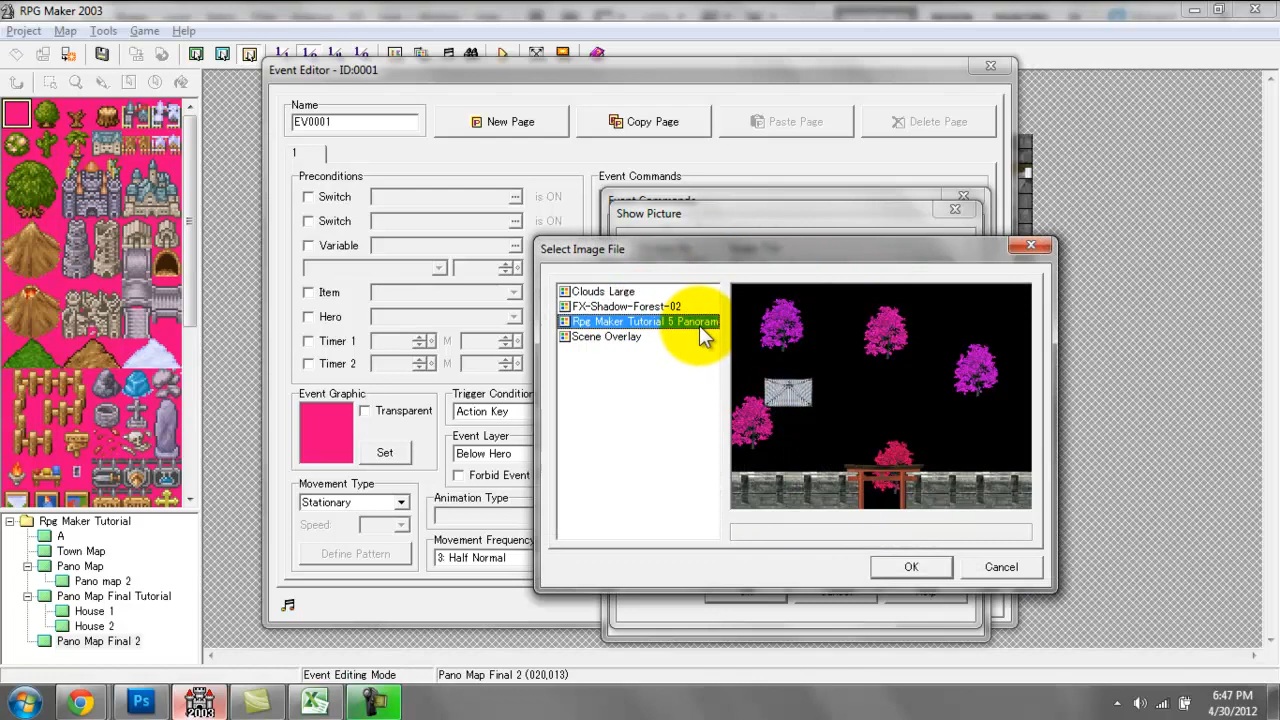 RPG Maker 2003
Project Map Tools Game Help
Event Editor - ID:0001
Name
EV0001
New Page
Copy Page
Paste Page
Delete Page
1
Preconditions
Event Commands
Switch
is ON
Switch
is ON
Variable
Item
Hero
Timer 1
M
Timer 2
M
Event Graphic
Transparent
Set
Trigger Condition
Action Key
Event Layer
Below Hero
Forbid Event
Movement Type
Stationary
Speed:
Define Pattern
Animation Type
Movement Frequency
3: Half Normal
Show Picture
Select Image File
Clouds Large
FX-Shadow-Forest-02
Rpg Maker Tutorial 5 Panoram
Scene Overlay
OK
Cancel
Rpg Maker Tutorial
A
Town Map
Pano Map
Pano map 2
Pano Map Final Tutorial
House 1
House 2
Pano Map Final 2
Event Editing Mode
Pano Map Final 2 (020,013)
Ps
2003
6:47 PM
4/30/2012